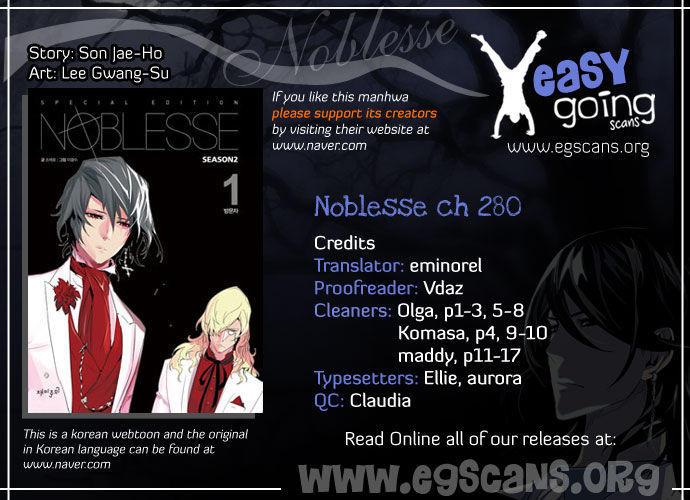 Noblesse
Story: Son Jae-Ho
Art: Lee Gwang-Su
SPECIAL EDITION
NOBLESSE
SEASON2
1
방문자
If you like this manhwa
please support its creators
by visiting their website at
www.naver.com
easy
going
scans
www.egscans.org
Noblesse ch 280
Credits
Translator: eminorel
Proofreader: Vdaz
Cleaners: Olga, p1-3, 5-8
Komasa, p4, 9-10
maddy, p11-17
Typesetters: Ellie, aurora
QC: Claudia
This is a korean webtoon and the original
in Korean language can be found at
www.naver.com
Read Online all of our releases at:
www.egscans.org